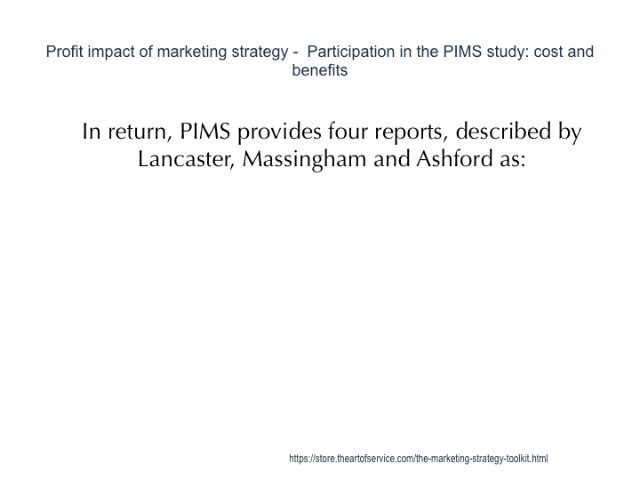 Profit impact of marketing strategy -  Participation in the PIMS study: cost and
benefits
In return, PIMS provides four reports, described by
Lancaster, Massingham and Ashford as:
https://store.theartofservice.com/the-marketing-strategy-toolkit.html